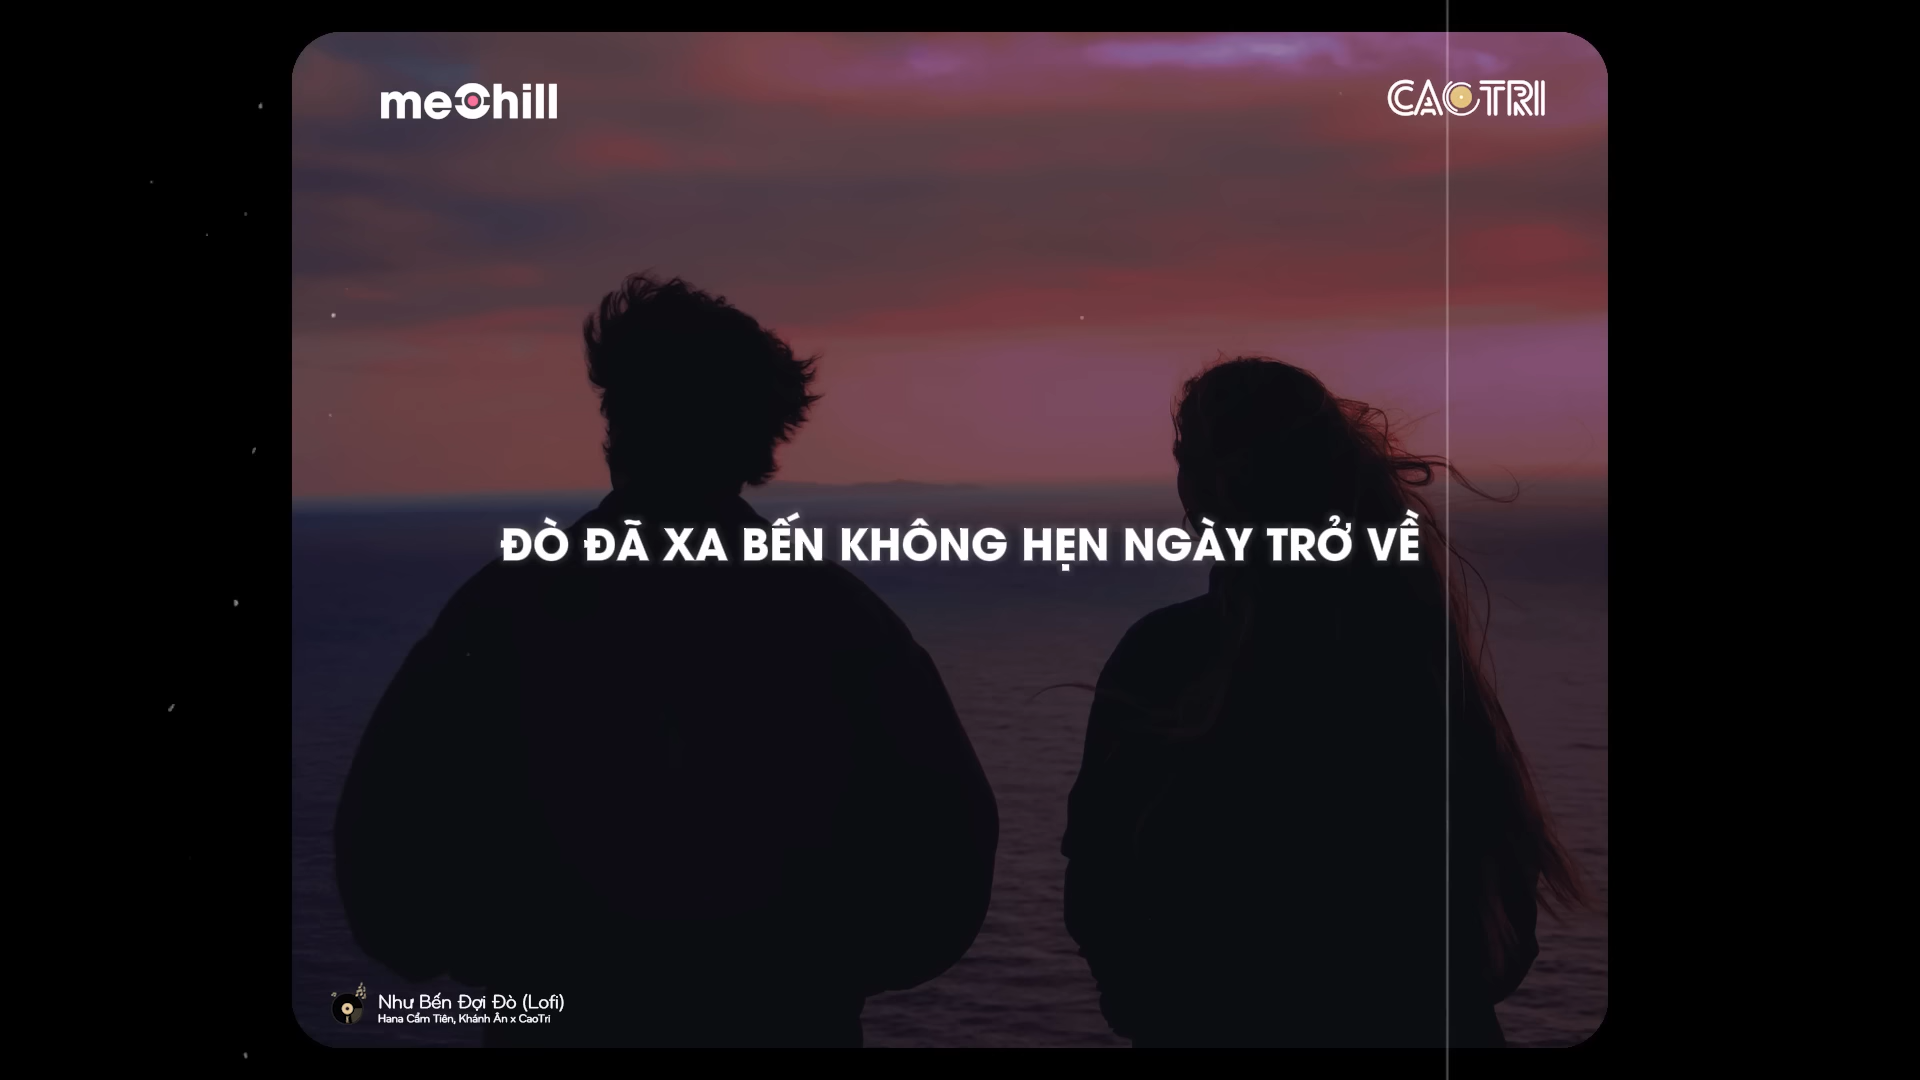 meChill
CAOTRI
ĐÒ ĐÃ XA BẾN KHÔNG HẸN NGÀY TRỞ VỀ
Như Bến Đợi Đò (Lofi)
Hana Cẩm Tiên, Khánh Ân x CaoTri